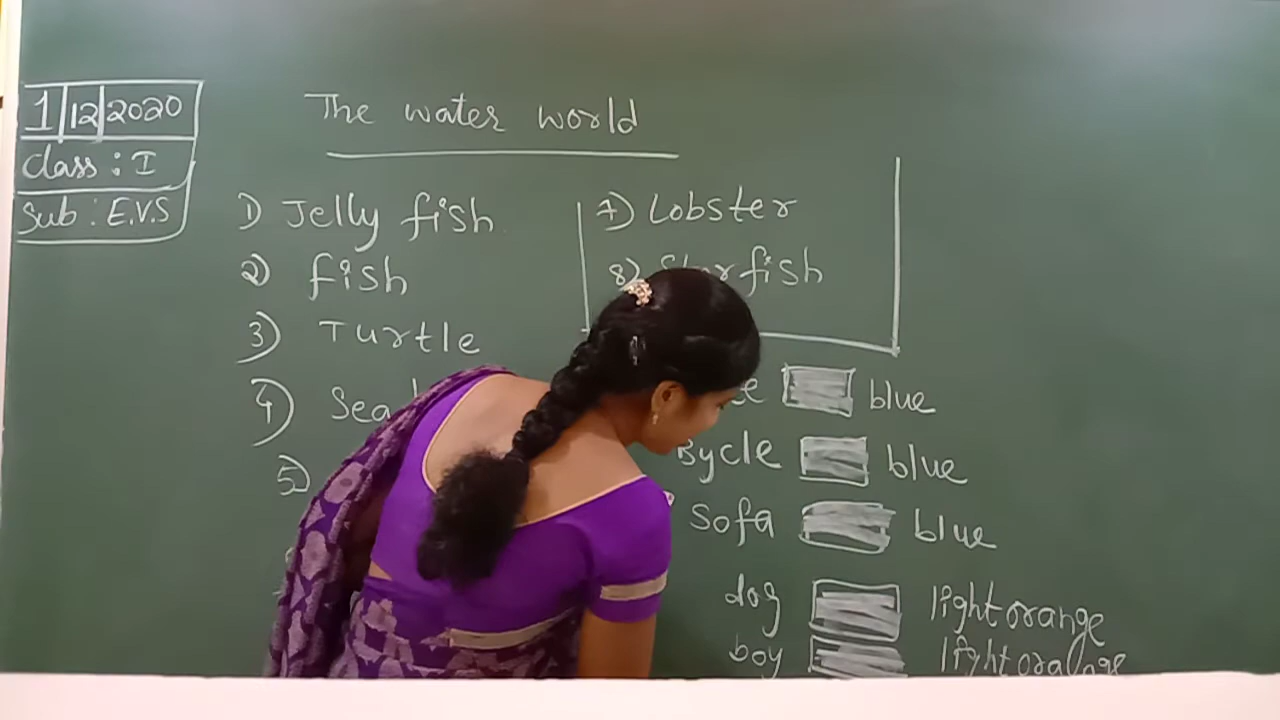 1/12/2020
Class : I
Sub : E.V.S
The water world
1) Jelly fish
2) fish
3) Turtle
4) Sea
5)
7) Lobster
8) Starfish
blue
Bycle blue
Sofa blue
dog light orange
boy light orange